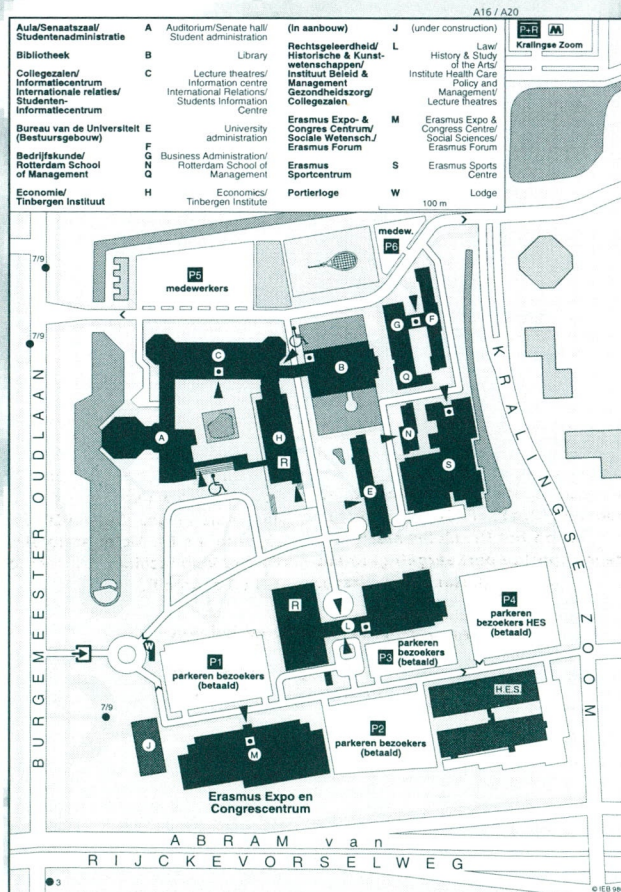 A16 / A20
Aula/Senaatszaal/ A Auditorium/Senate hall/
Studentenadministratie Student administration
Bibliotheek B Library
Collegezalen/ C Lecture theatres/
Informatiecentrum Information centre
Internationale relaties/ International Relations/
Studenten- Students Information
informatiecentrum Centre
Bureau van de Universiteit E University
(Bestuursgebouw) administration
F
Bedrijfskunde/ G Business Administration/
Rotterdam School N Rotterdam School of
of Management Q Management
Economie/ H Economics/
Tinbergen Instituut Tinbergen Institute
(in aanbouw) J (under construction)
Rechtsgeleerdheid/ L Law/
Historische & Kunst- History & Study
wetenschappen/ of the Arts/
Instituut Beleid & Institute Health Care
Management Policy and
Gezondheidszorg/ Management/
Collegezalen Lecture theatres
Erasmus Expo- & M Erasmus Expo &
Congres Centrum/ Congress Centre/
Sociale Wetensch./ Social Sciences/
Erasmus Forum Erasmus Forum
Erasmus S Erasmus Sports
Sportcentrum Centre
Portierloge W Lodge
100 m
P+R M
Kralingse Zoom
7/9
P5
medewerkers
medew.
P6
7/9
C
B
G
F
Q
A
H
R
N
S
E
BURGEMEESTER OUDLAAN
KRALINGSE ZOOM
R
L
P4
parkeren
bezoekers HES
(betaald)
W
P1
parkeren bezoekers
(betaald)
P3
parkeren
bezoekers
(betaald)
H.E.S
7/9
J
M
P2
parkeren bezoekers
(betaald)
Erasmus Expo en
Congrescentrum
ABRAM van
RIJCKEVORSELWEG
3
© IEB 98